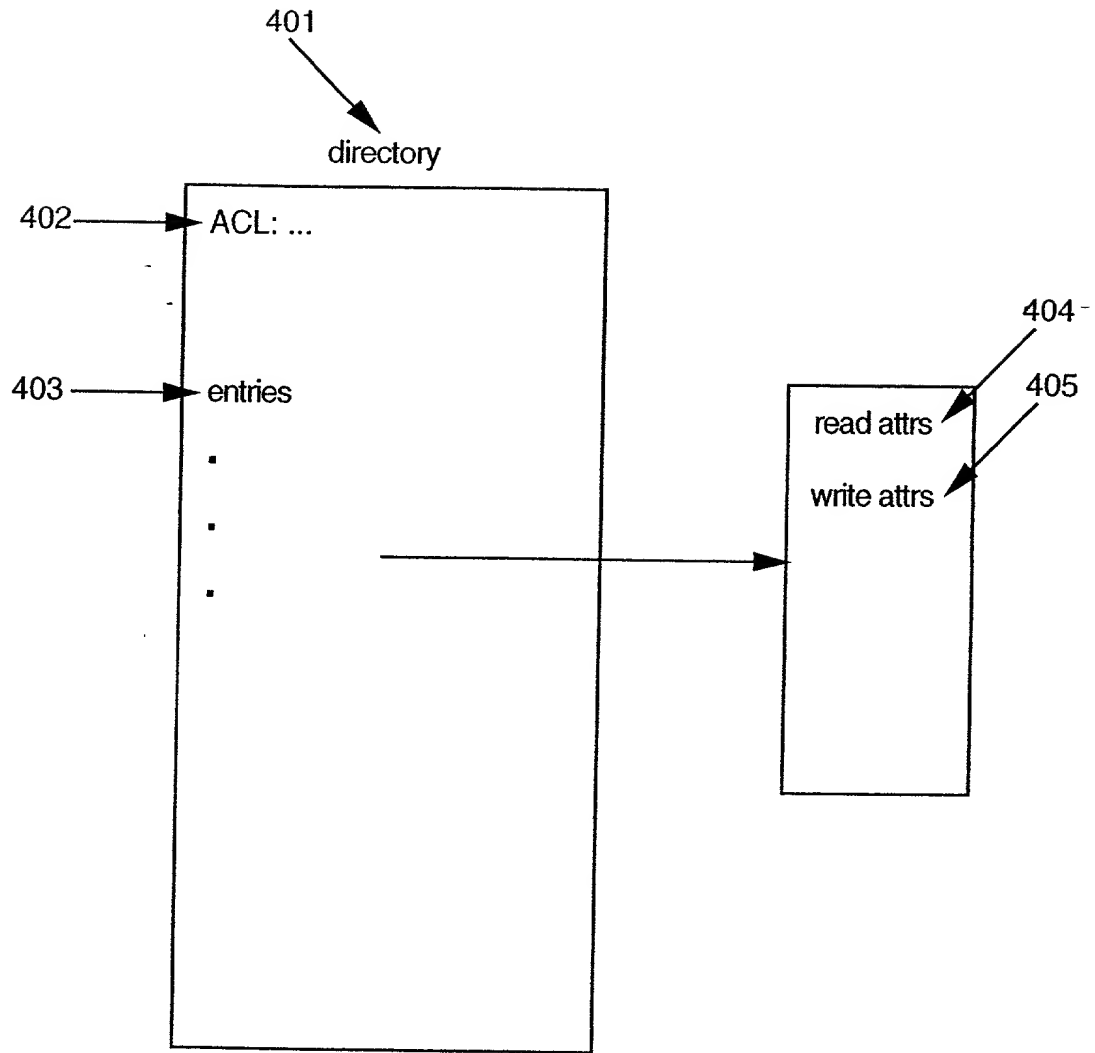 401
directory
402
ACL: ...
404
403
entries
405
read attrs
write attrs